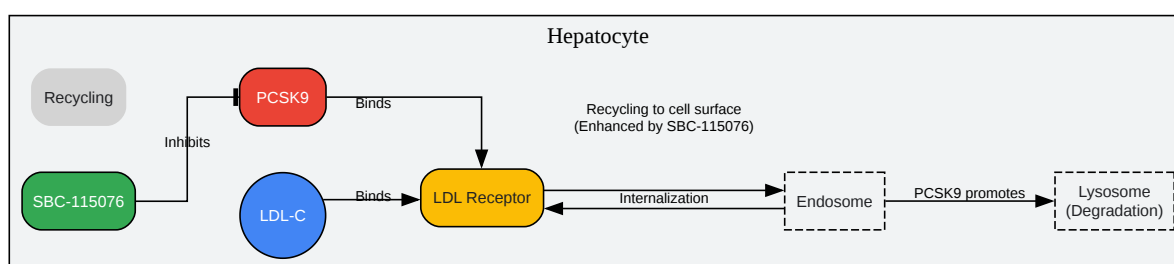 Hepatocyte
Recycling
PCSK9
Binds
Recycling to cell surface
(Enhanced by SBC-115076)
Inhibits
SBC-115076
LDL-C
Binds
LDL Receptor
Internalization
Endosome
PCSK9 promotes
Lysosome
(Degradation)